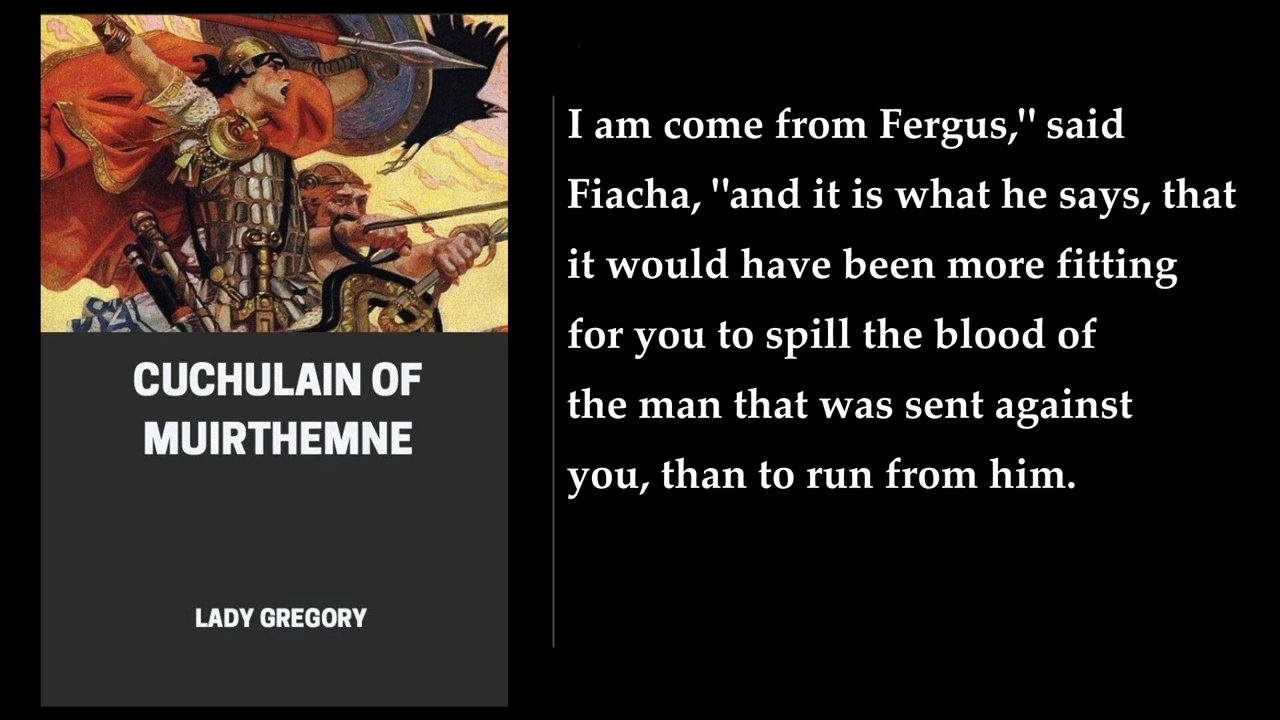 CUCHULAIN OF
MUIRTHEMNE
LADY GREGORY
I am come from Fergus," said
Fiacha, "and it is what he says, that
it would have been more fitting
for you to spill the blood of
the man that was sent against
you, than to run from him.